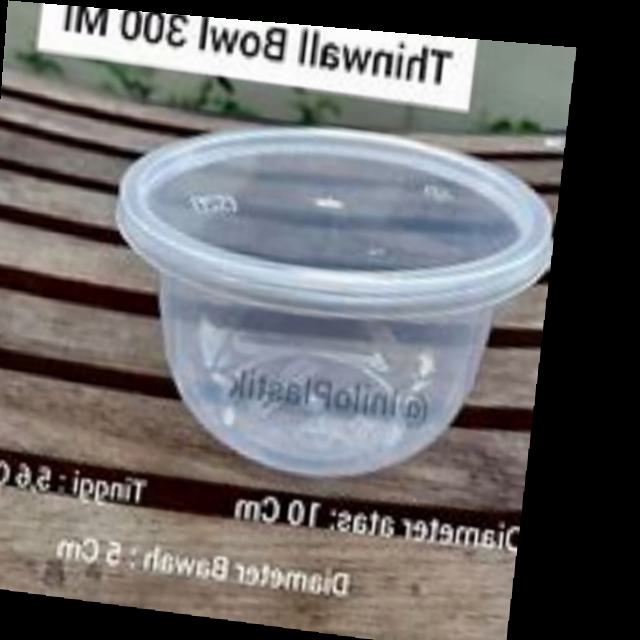 Thinwall Bowl 300 Ml
@IniloPlastik
Diameter atas: 10 Cm
Tinggi : 5,6 C
Diameter Bawah : 5 Cm